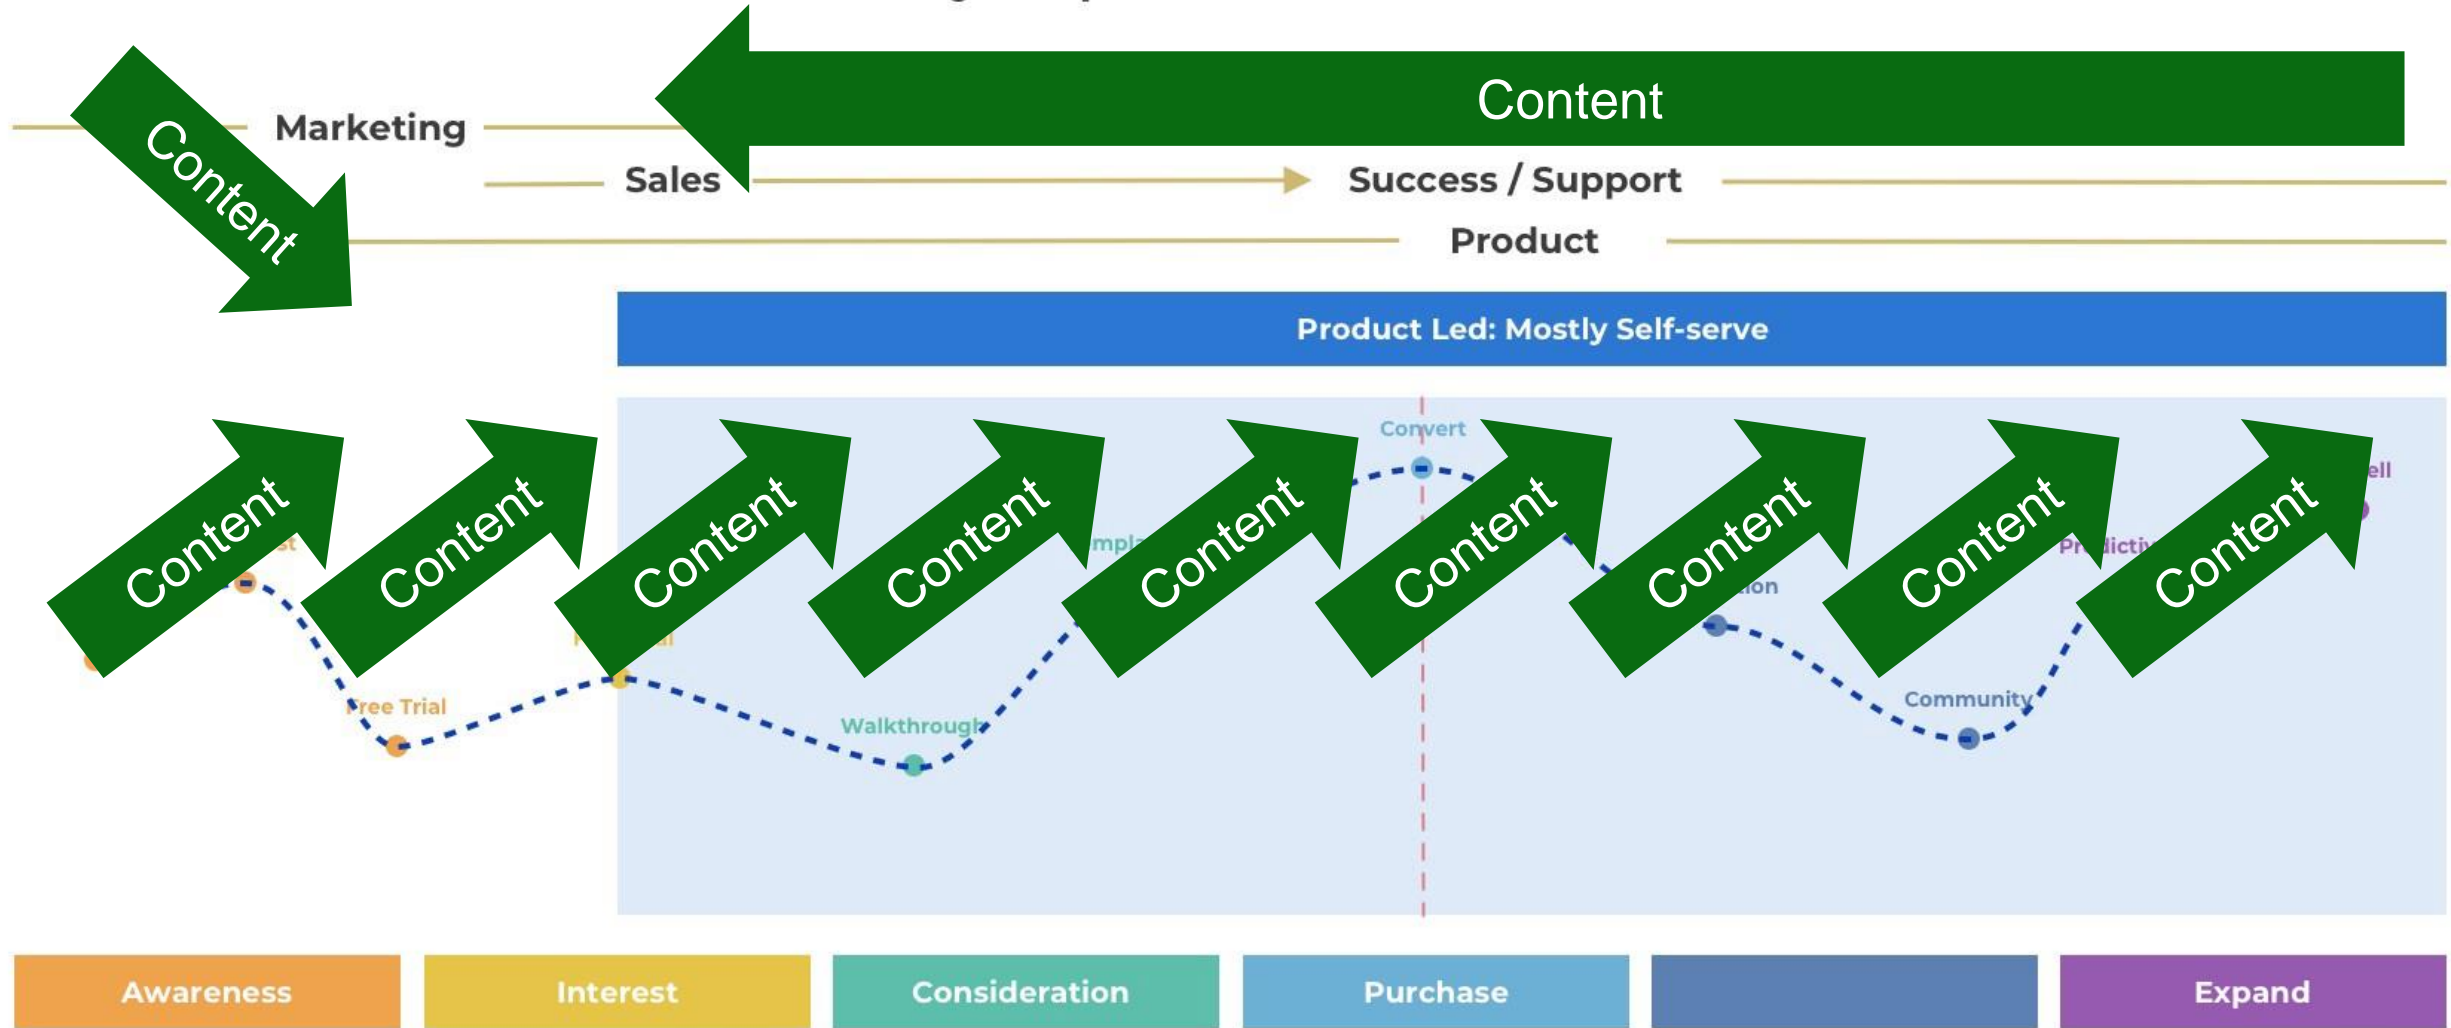 Content
Content
Marketing
Sales
Success / Support
Product
Product Led: Mostly Self-serve
Convert
Content
Content
Content
Content
Content
Content
Content
Content
Content
Free Trial
Walkthrough
Community
Awareness
Interest
Consideration
Purchase
Expand